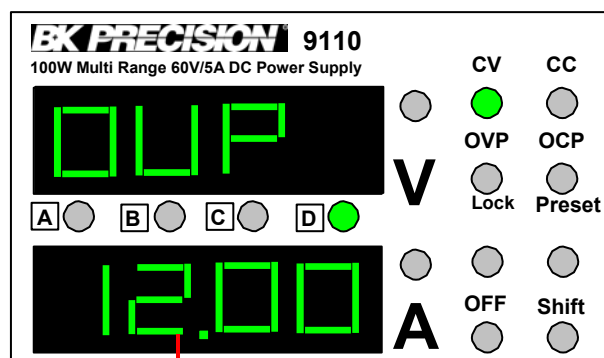 BK PRECISION® 9110
100W Multi Range 60V/5A DC Power Supply
CV CC
OUP
V
OVP OCP
Lock Preset
A B C D
12.00
A
OFF Shift